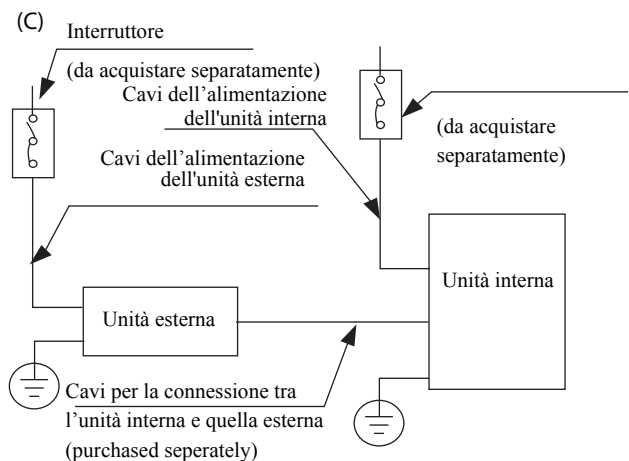 (C)
Interruttore
(da acquistare separatamente)
Cavi dell’alimentazione
dell'unità interna
(da acquistare
separatamente)
Cavi dell’alimentazione
dell'unità esterna
Unità interna
Unità esterna
Cavi per la connessione tra
l’unità interna e quella esterna
(purchased seperately)